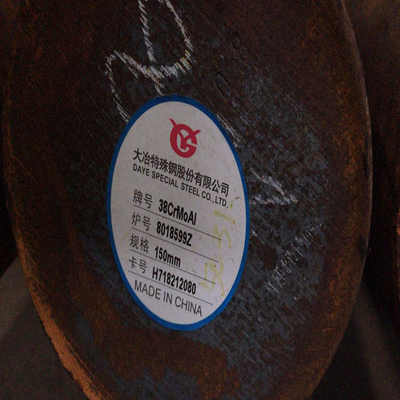 大冶特殊钢股份有限公司
DAYE SPECIAL STEEL CO.,LTD.
牌号 38CrMoAl
炉号 8018599Z
规格 150mm
卡号 H718212080
MADE IN CHINA